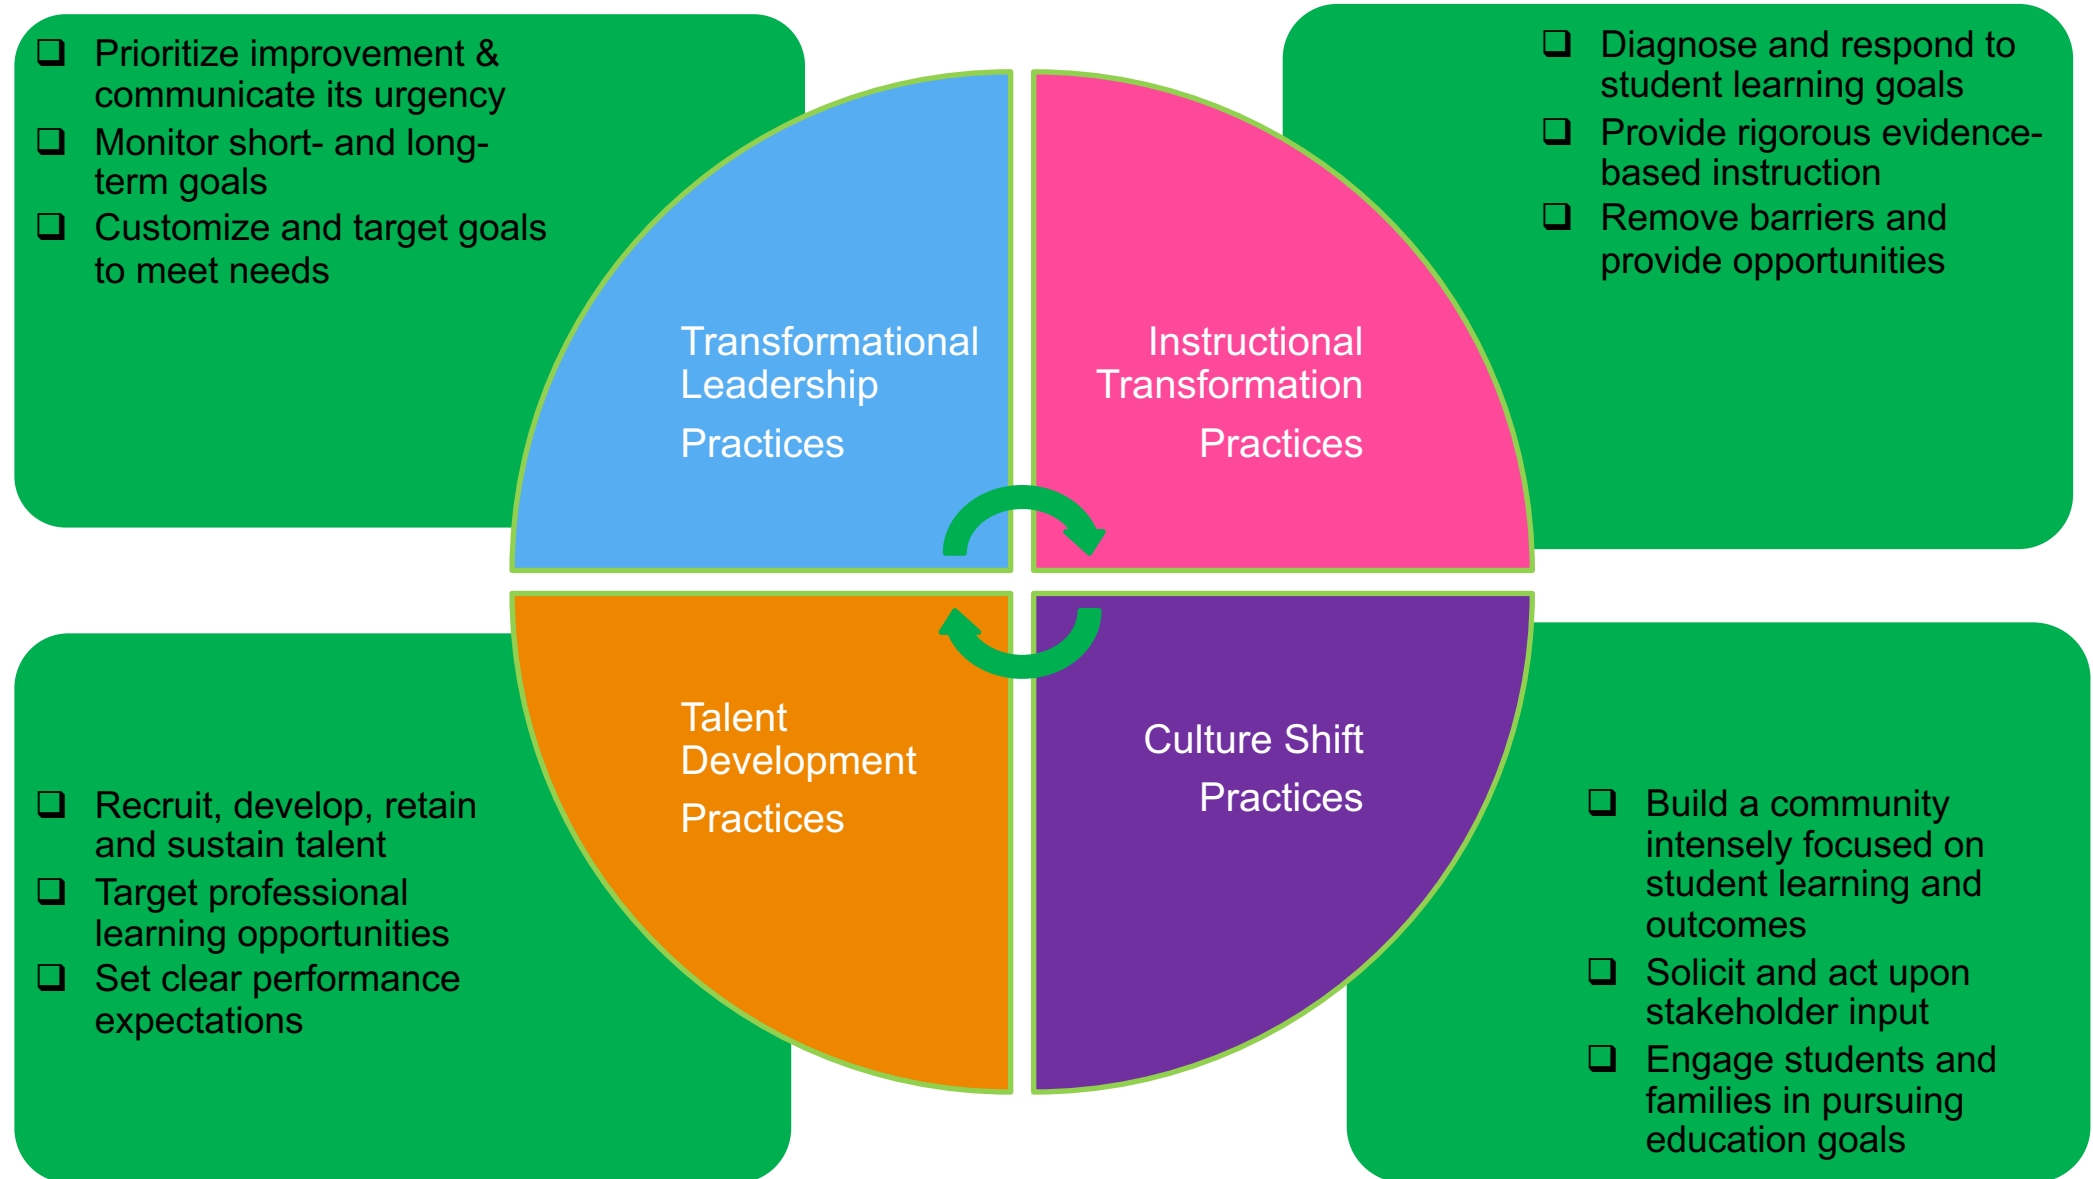 Prioritize improvement &
communicate its urgency
Monitor short- and long-
term goals
Customize and target goals
to meet needs
Diagnose and respond to
student learning goals
Provide rigorous evidence-
based instruction
Remove barriers and
provide opportunities
Transformational
Leadership
Practices
Instructional
Transformation
Practices
Talent
Development
Practices
Culture Shift
Practices
Recruit, develop, retain
and sustain talent
Target professional
learning opportunities
Set clear performance
expectations
Build a community
intensely focused on
student learning and
outcomes
Solicit and act upon
stakeholder input
Engage students and
families in pursuing
education goals